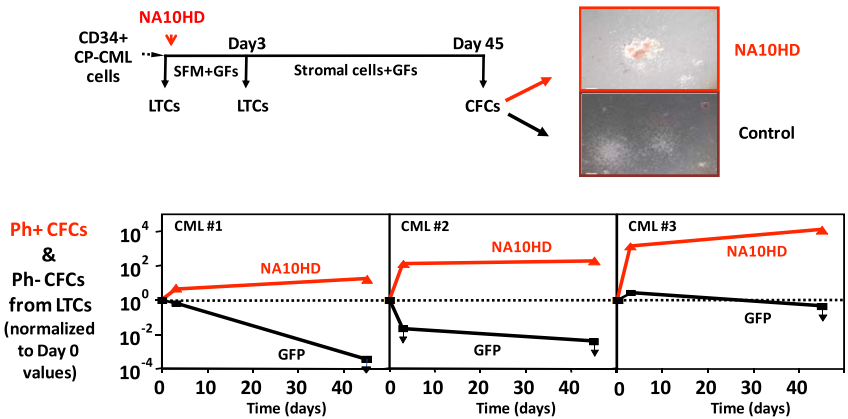 NA10HD
CD34+
CP-CML
cells
Day3
Day 45
SFM+GFs
Stromal cells+GFs
LTCs
LTCs
CFCs
NA10HD
Control
Ph+ CFCs
&
Ph- CFCs
from LTCs
(normalized
to Day 0
values)
10^4
10^2
10^0
10^-2
10^-4
CML #1
NA10HD
GFP
0 10 20 30 40
Time (days)
CML #2
NA10HD
GFP
0 10 20 30 40
Time (days)
CML #3
NA10HD
GFP
0 10 20 30 40
Time (days)